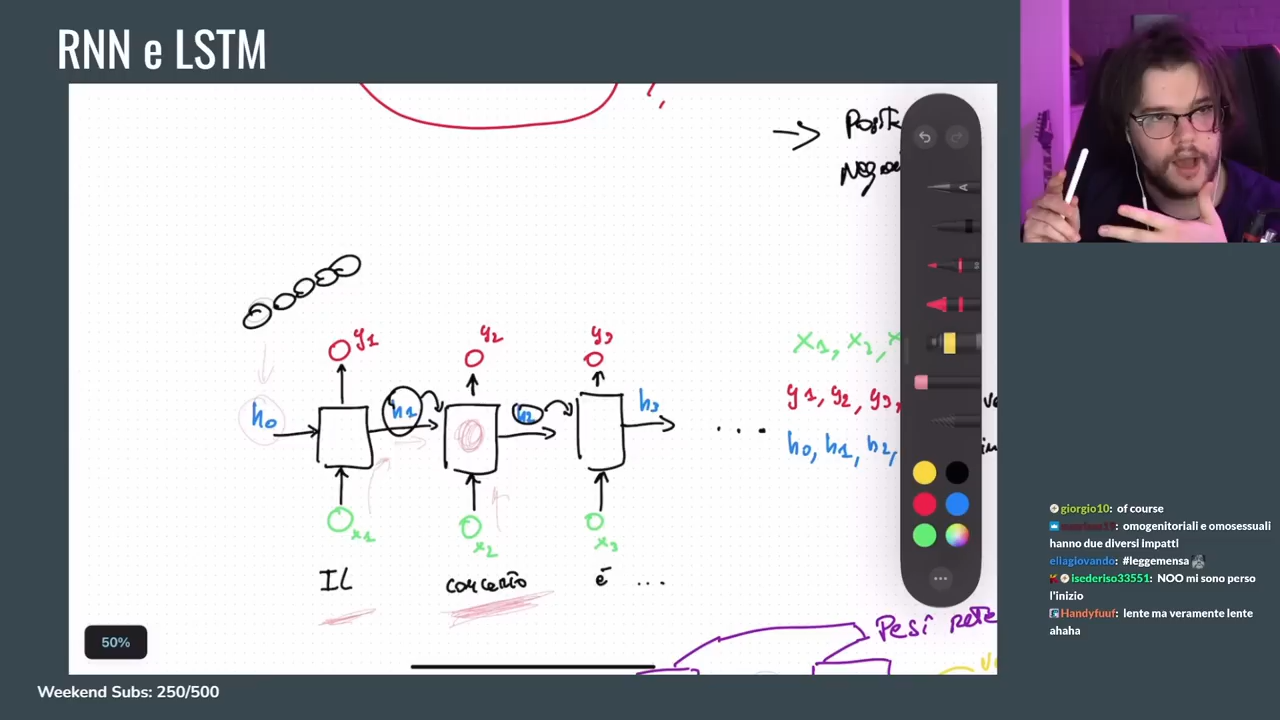 RNN e LSTM
→ Posit
Nega
y1 y2 y3
x1, x2, x
h0 h1 h2 h3 ...
y1, y2, y3,
h0, h1, h2,
x1 x2 x3
IL concerto è ...
Pesi rete
50%
Weekend Subs: 250/500
giorgio10: of course
omogenitoriali e omosessuali
hanno due diversi impatti
eliagiovando: #leggemensa
isederiso33551: NOO mi sono perso
l'inizio
Handyfuuf: lente ma veramente lente
ahaha